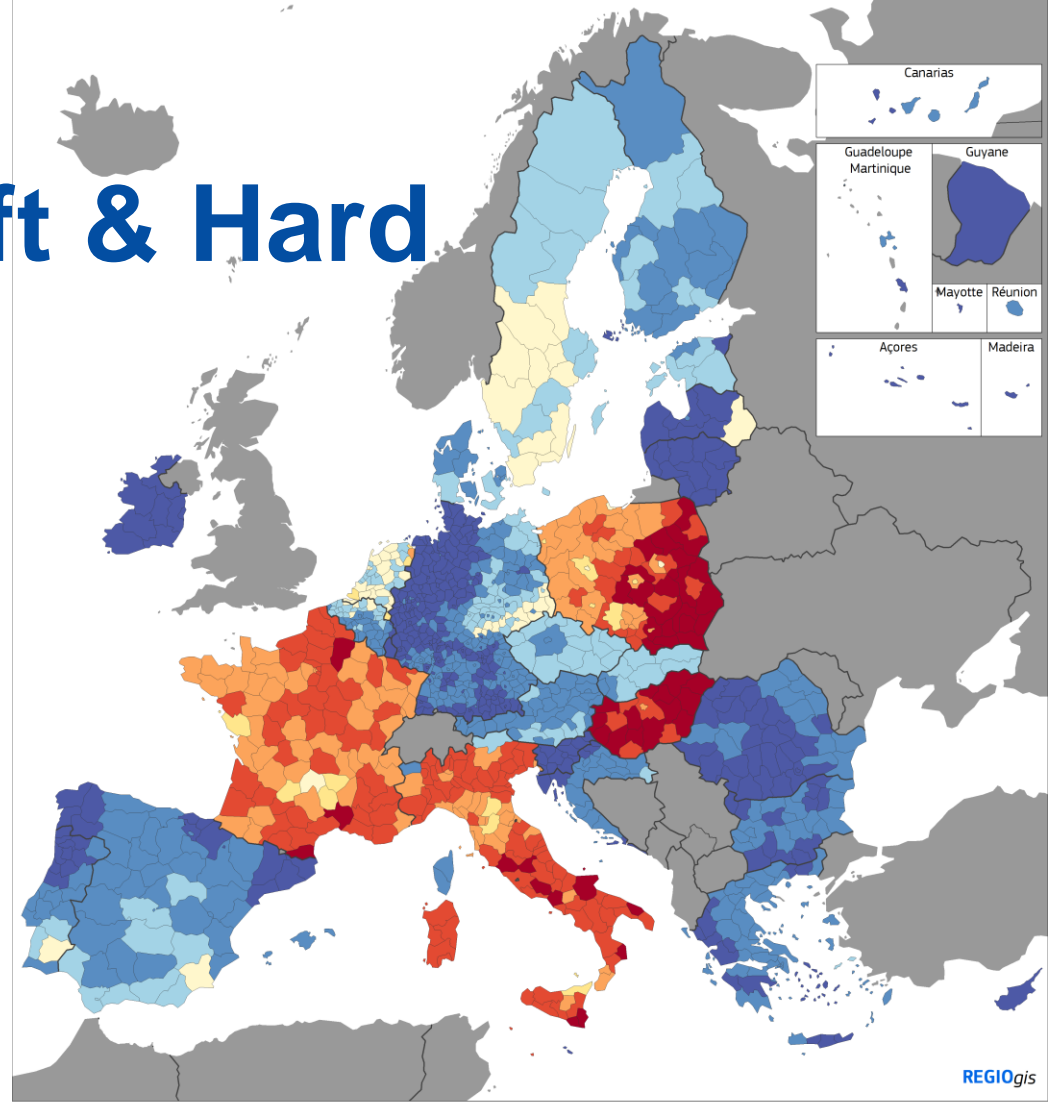 ft & Hard
Canarias
Guadeloupe
Martinique
Guyane
Mayotte
Réunion
Açores
Madeira
REGIOgis